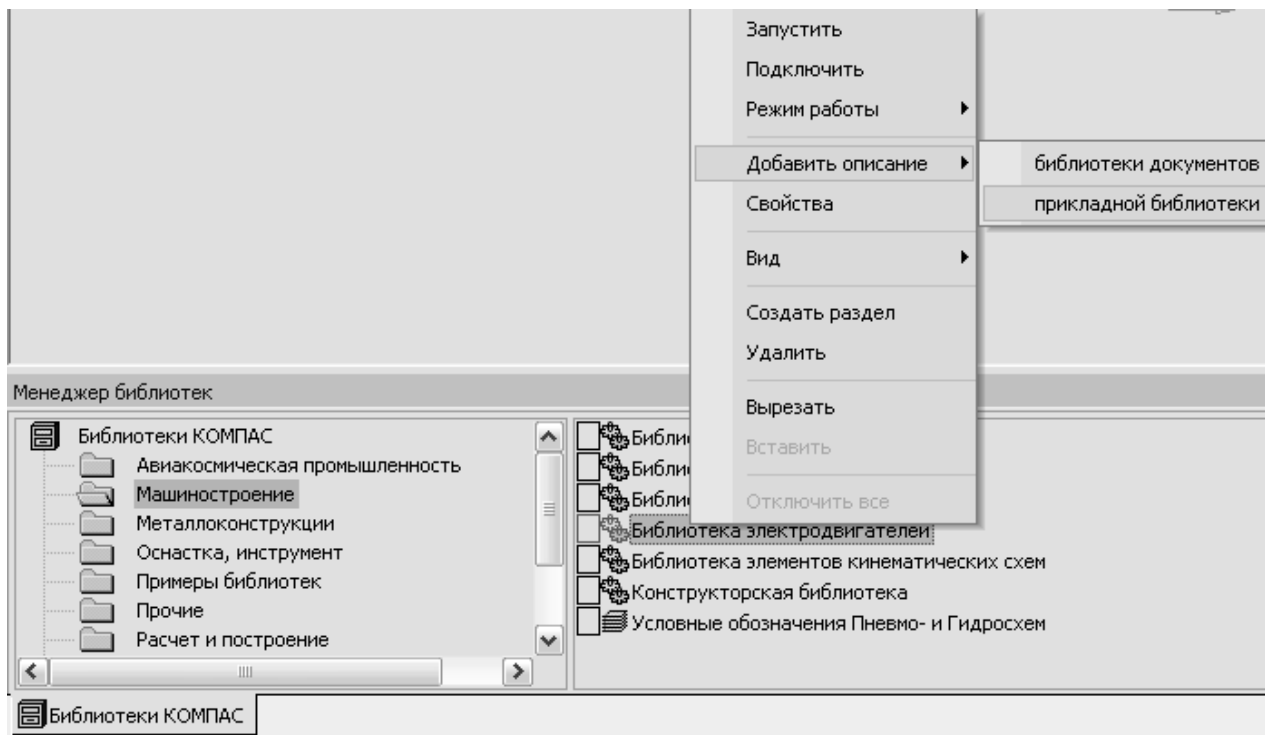 Запустить
Подключить
Режим работы
Добавить описание
библиотеки документов
прикладной библиотеки
Свойства
Вид
Создать раздел
Удалить
Вырезать
Вставить
Отключить все
Менеджер библиотек
Библиотеки КОМПАС
Авиакосмическая промышленность
Машиностроение
Металлоконструкции
Оснастка, инструмент
Примеры библиотек
Прочие
Расчет и построение
Библиотека электродвигателей
Библиотека элементов кинематических схем
Конструкторская библиотека
Условные обозначения Пневмо- и Гидросхем
Библиотеки КОМПАС